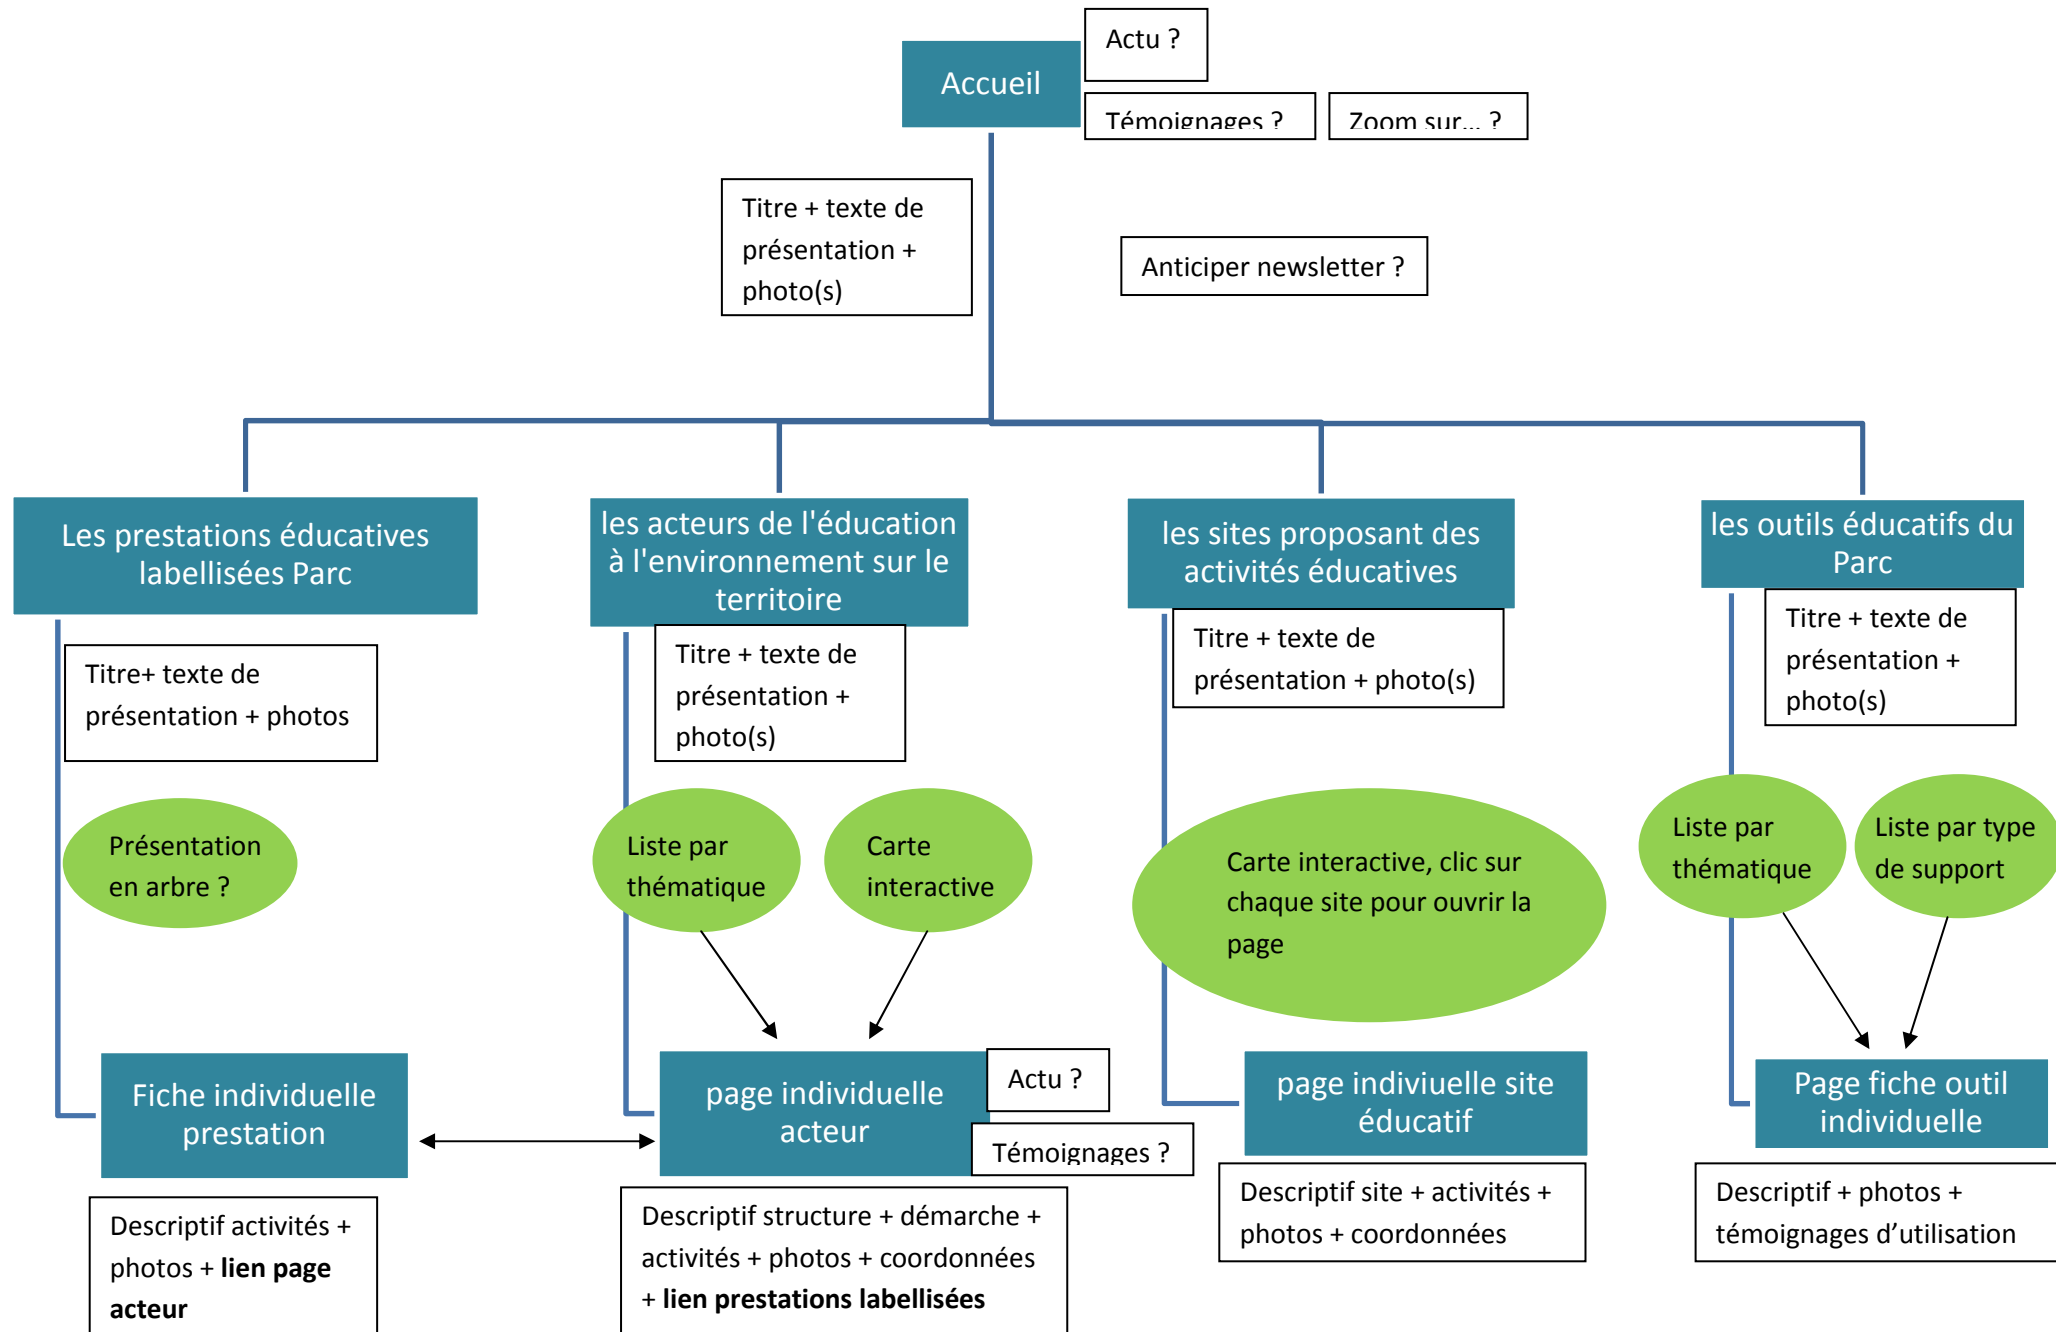 Actu ?
Accueil
Témoignages ?
Zoom sur... ?
Titre + texte de
présentation +
photo(s)
Anticiper newsletter ?
Les prestations éducatives
labellisées Parc
les acteurs de l'éducation
à l'environnement sur le
territoire
les sites proposant des
activités éducatives
les outils éducatifs du
Parc
Titre+ texte de
présentation + photos
Titre + texte de
présentation +
photo(s)
Titre + texte de
présentation + photo(s)
Titre + texte de
présentation +
photo(s)
Présentation
en arbre ?
Liste par
thématique
Carte
interactive
Carte interactive, clic sur
chaque site pour ouvrir la
page
Liste par
thématique
Liste par type
de support
Fiche individuelle
prestation
page individuelle
acteur
Actu ?
Témoignages ?
page indiviuelle site
éducatif
Page fiche outil
individuelle
Descriptif activités +
photos + lien page
acteur
Descriptif structure + démarche +
activités + photos + coordonnées
+ lien prestations labellisées
Descriptif site + activités +
photos + coordonnées
Descriptif + photos +
témoignages d’utilisation